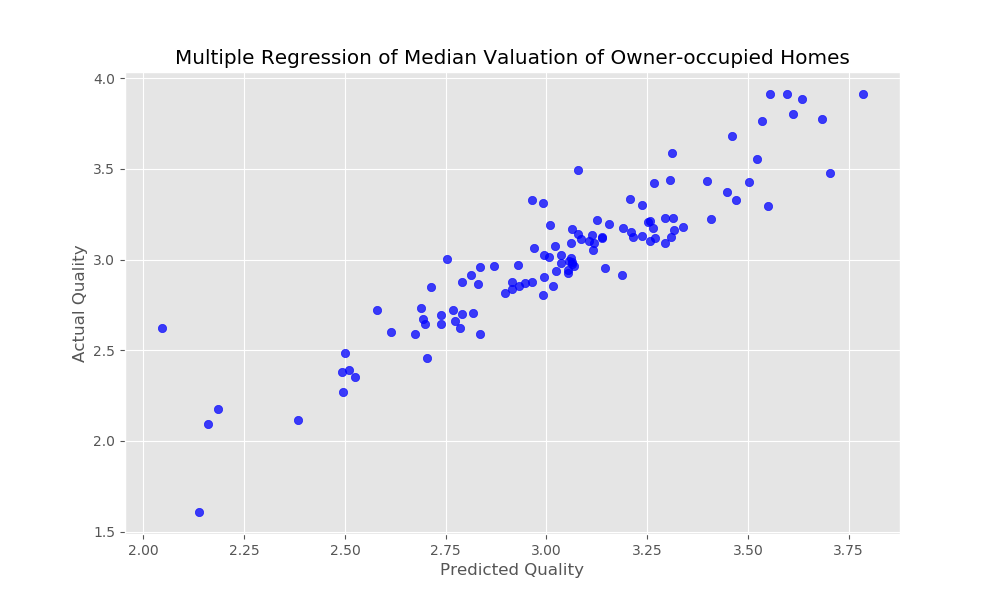 Multiple Regression of Median Valuation of Owner-occupied Homes
4.0
3.5
3.0
2.5
2.0
1.5
Actual Quality
2.00 2.25 2.50 2.75 3.00 3.25 3.50 3.75
Predicted Quality